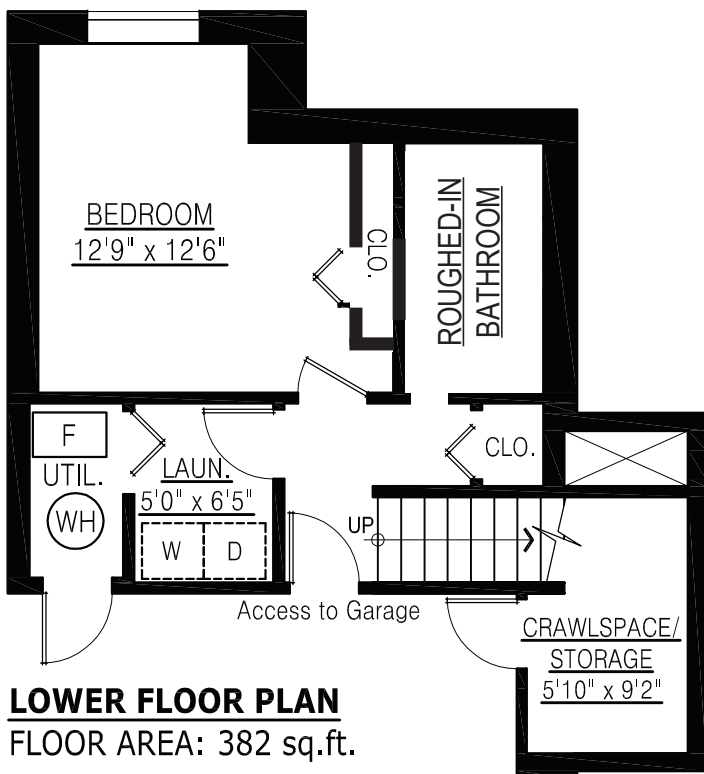 BEDROOM
12'9" x 12'6"
CLO.
ROUGHED-IN
BATHROOM
F
UTIL.
WH
LAUN.
5'0" x 6'5"
W
D
CLO.
UP
Access to Garage
CRAWLSPACE/
STORAGE
5'10" x 9'2"
LOWER FLOOR PLAN
FLOOR AREA: 382 sq.ft.